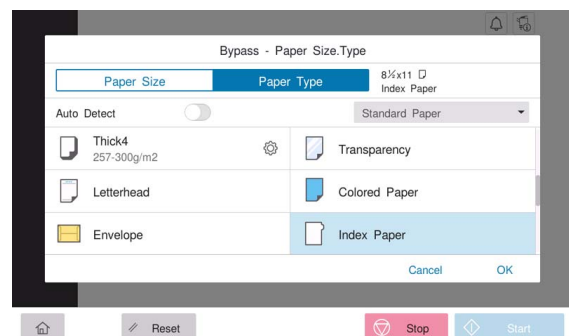 Bypass - Paper Size.Type
Paper Size
Paper Type
8½x11
Index Paper
Auto Detect
Standard Paper
Thick4
257-300g/m2
Transparency
Letterhead
Colored Paper
Envelope
Index Paper
Cancel
OK
Reset
Stop
Start